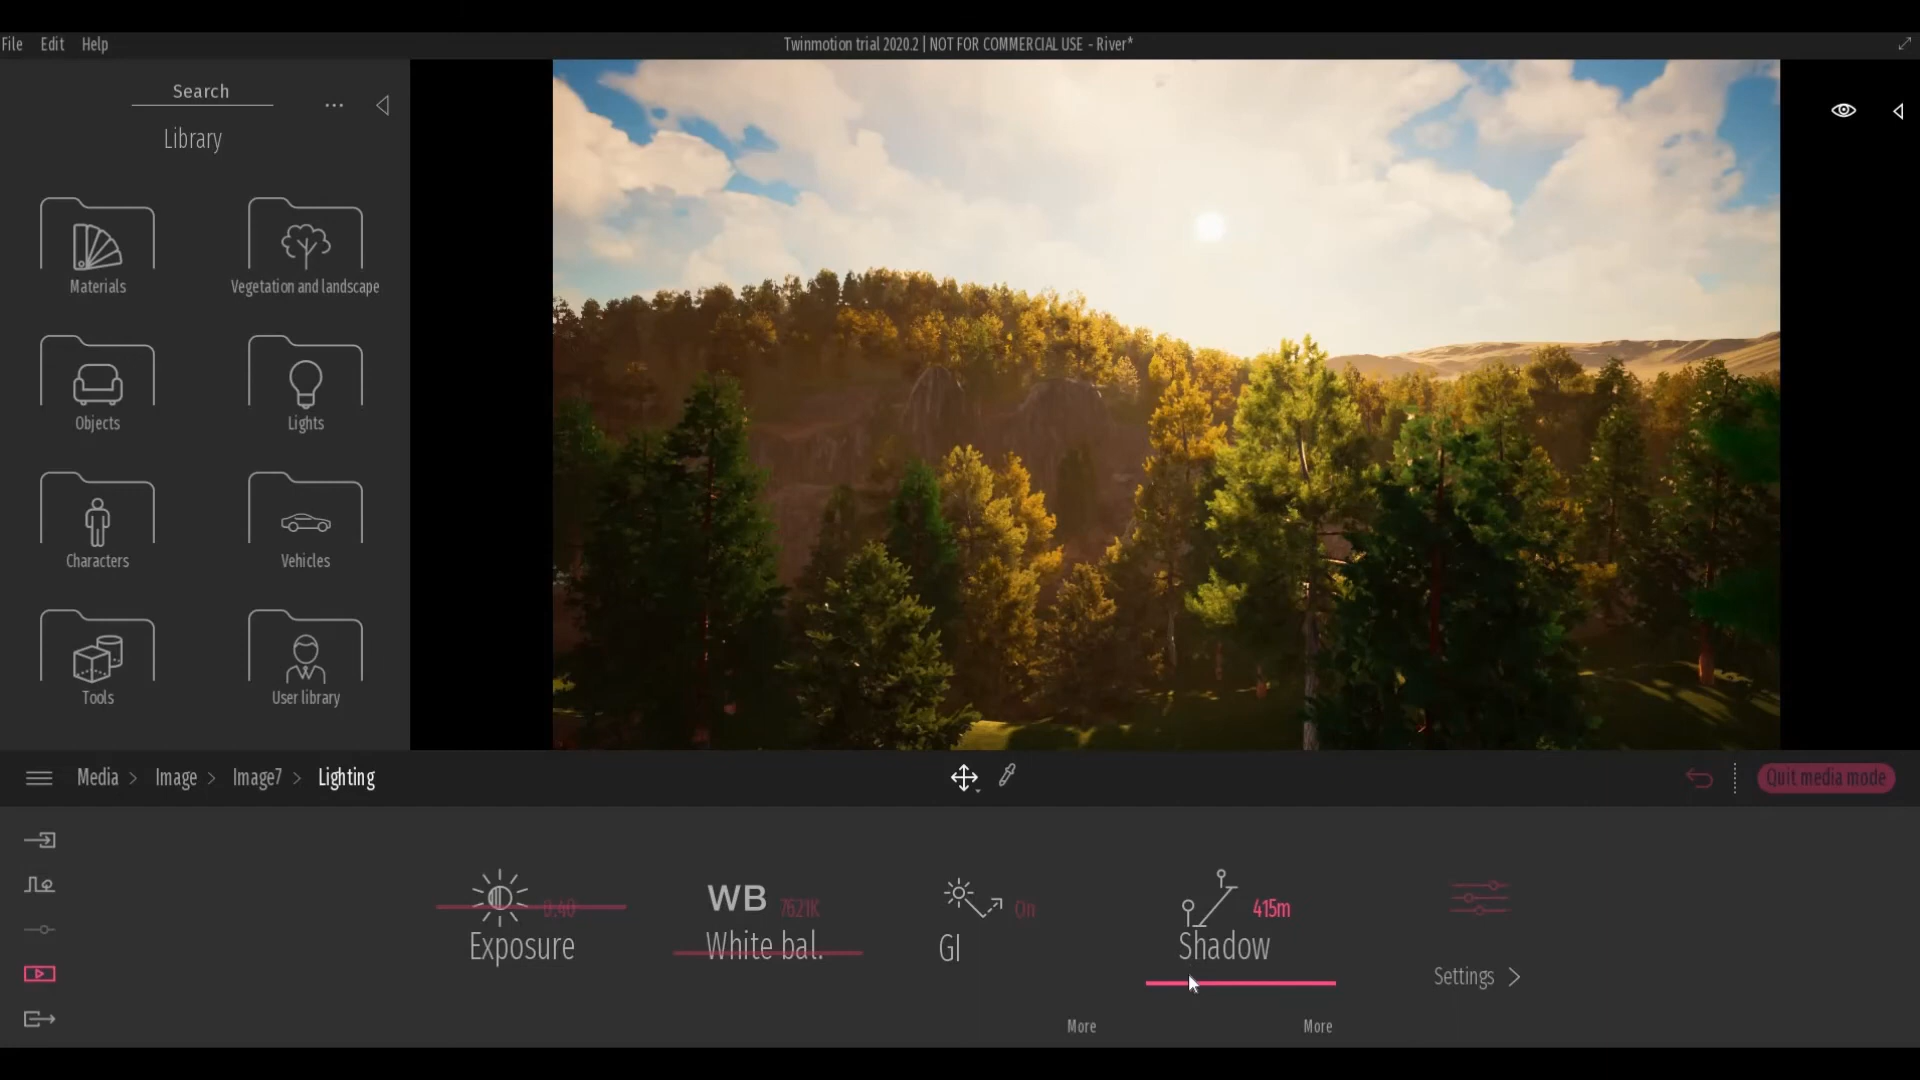 File Edit Help
Twinmotion trial 2020.2 | NOT FOR COMMERCIAL USE - River*
Search
Library
Materials
Vegetation and landscape
Objects
Lights
Characters
Vehicles
Tools
User library
Media > Image > Image7 > Lighting
Quit media mode
0.40
Exposure
WB 7621K
White bal.
On
GI
415m
Shadow
Settings >
More
More